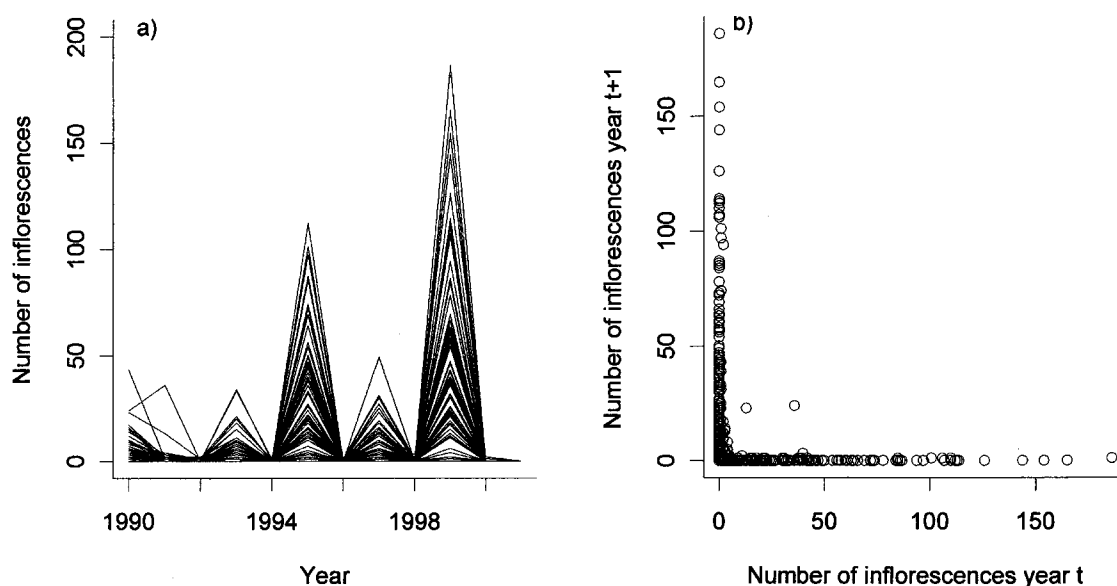 a)
200
150
100
50
0
Number of inflorescences
1990
1994
1998
Year
b)
150
100
50
0
Number of inflorescences year t+1
0
50
100
150
Number of inflorescences year t